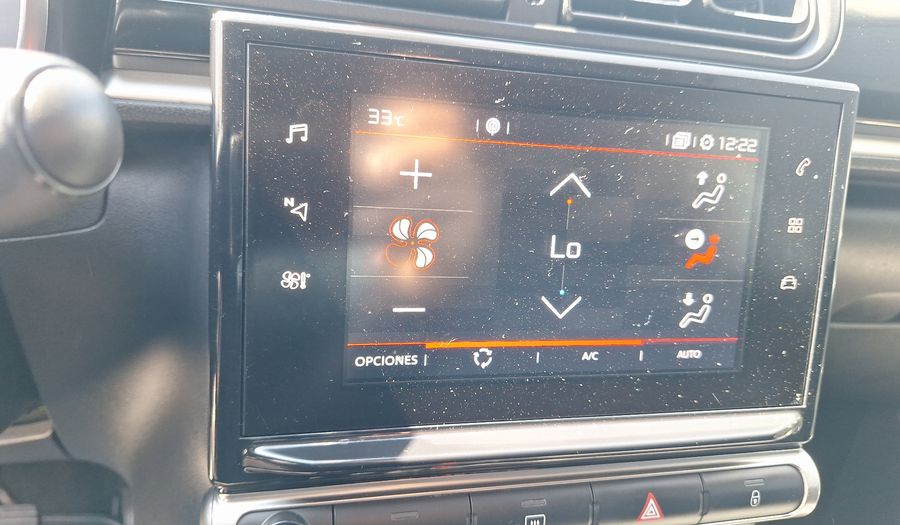 33°C
12:22
N
Lo
OPCIONES
A/C
AUTO